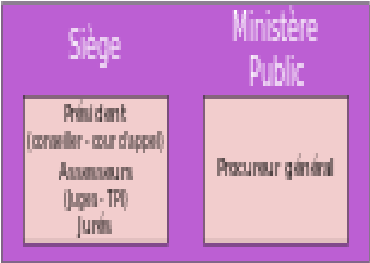 Siège
Président
(conseiller - cour d'appel)
Assesseurs
(Juges - TPI)
Jurés
Ministère
Public
Procureur général